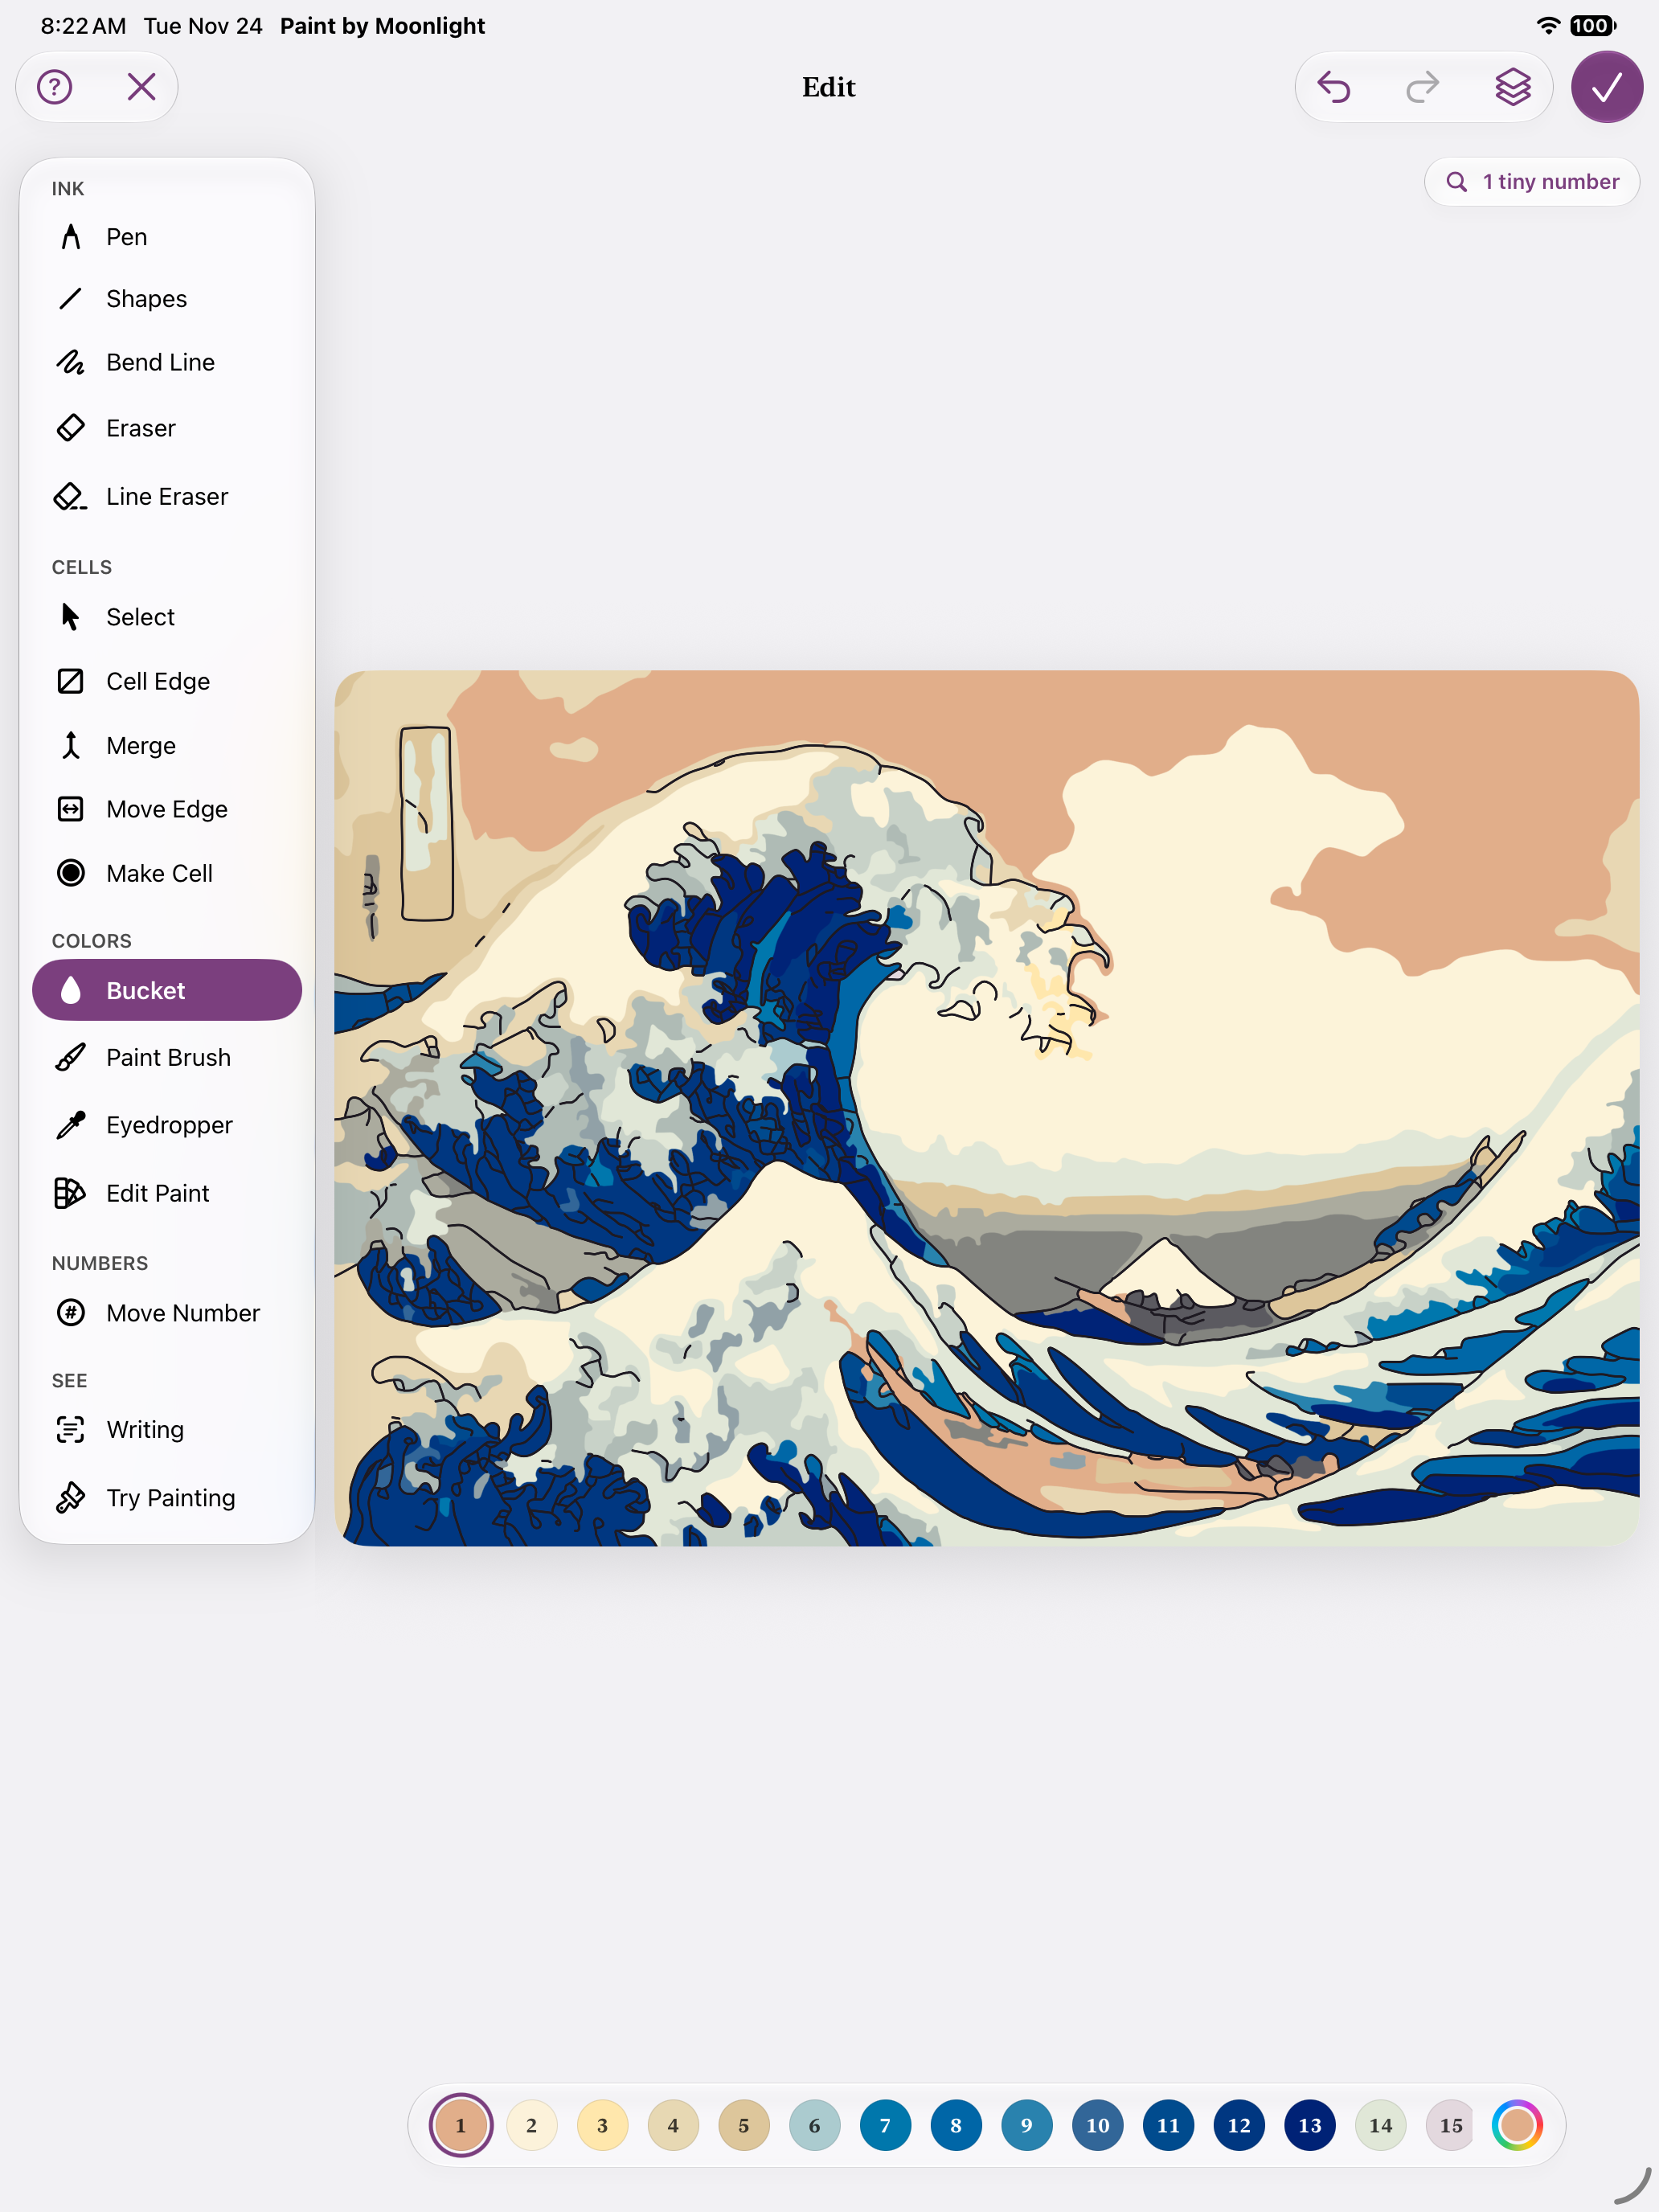 8:22 AM Tue Nov 24 Paint by Moonlight
100
?
Edit
1 tiny number
INK
Pen
Shapes
Bend Line
Eraser
Line Eraser
CELLS
Select
Cell Edge
Merge
Move Edge
Make Cell
COLORS
Bucket
Paint Brush
Eyedropper
Edit Paint
NUMBERS
# Move Number
SEE
Writing
Try Painting
1 2 3 4 5 6 7 8 9 10 11 12 13 14 15